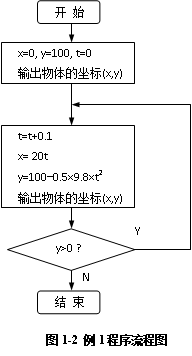 开 始
x=0, y=100, t=0
输出物体的坐标(x,y)
t=t+0.1
x= 20t
y=100-0.5×9.8×t²
输出物体的坐标(x,y)
y>0 ?
Y
N
结 束
图 1-2 例 1程序流程图